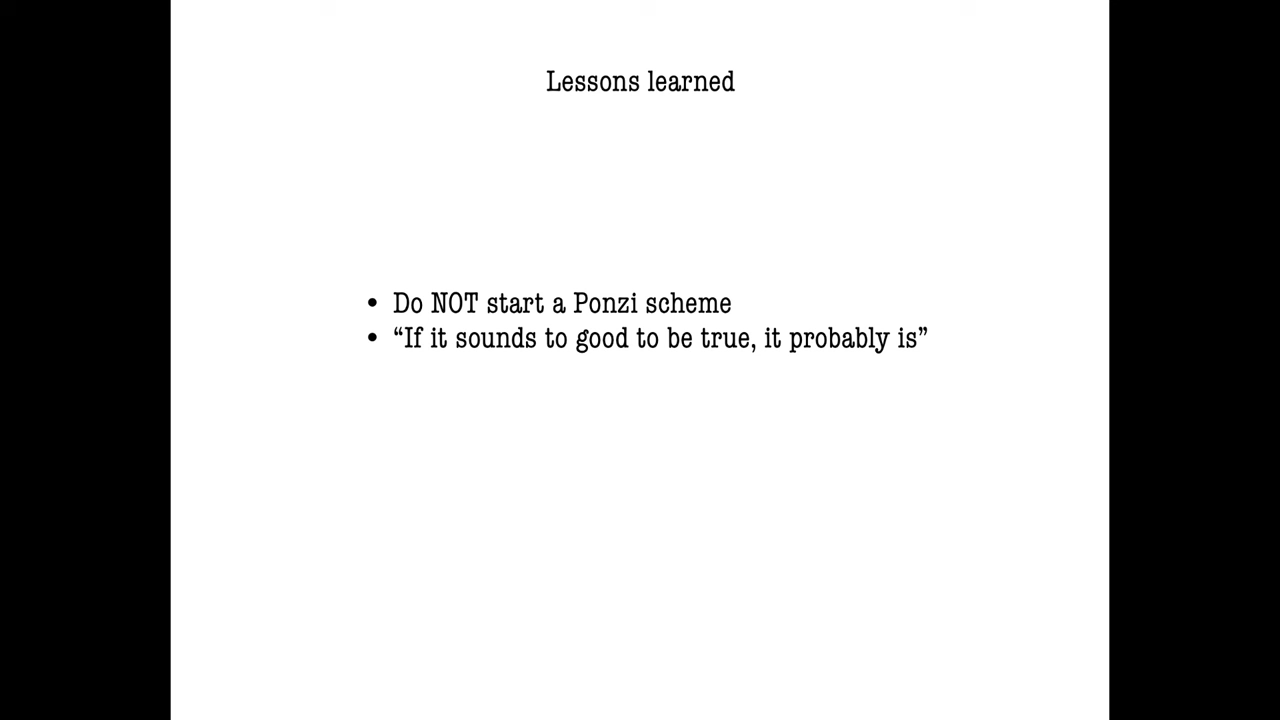 Lessons learned
• Do NOT start a Ponzi scheme
• “If it sounds to good to be true, it probably is”